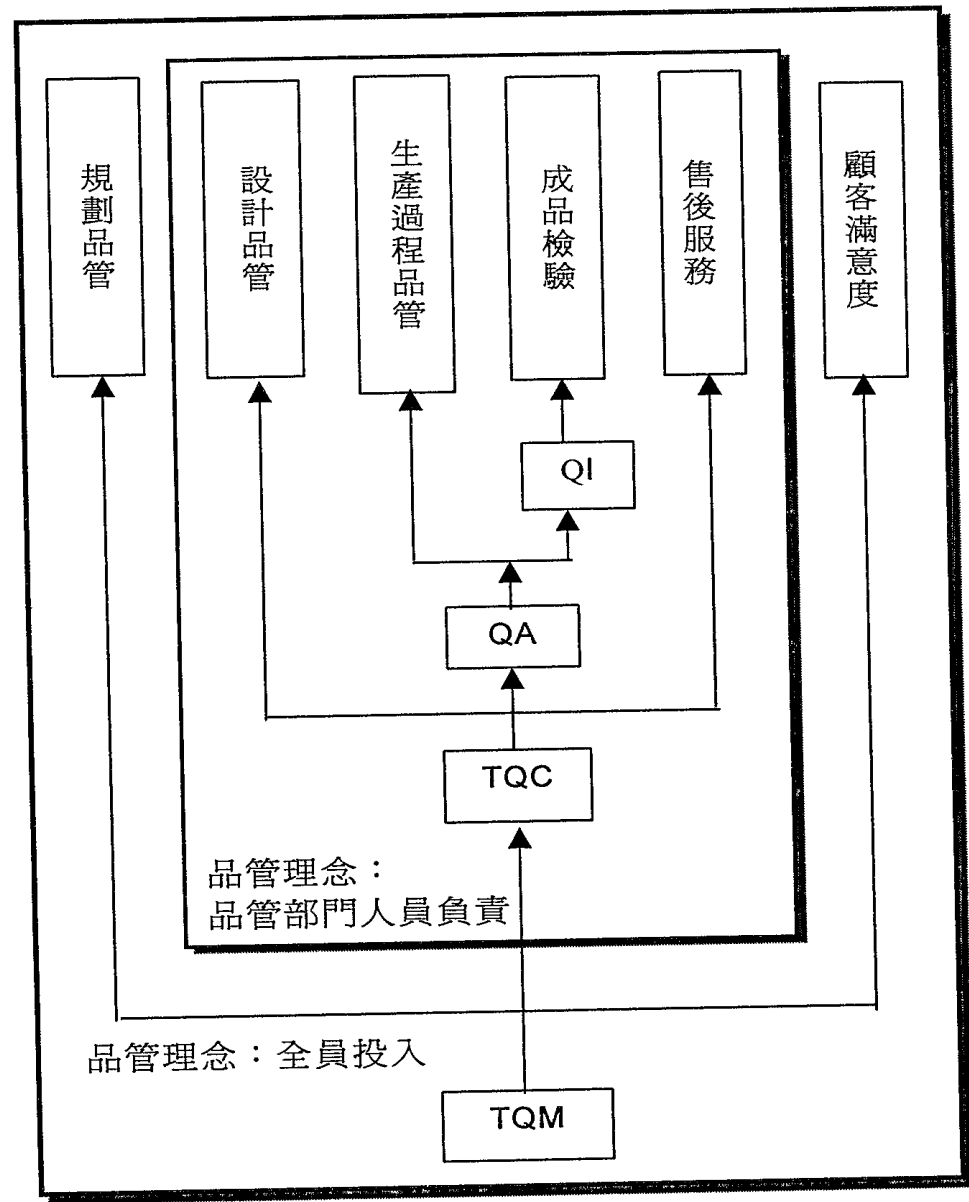 規劃品管
設計品管
生產過程品管
成品檢驗
售後服務
顧客滿意度
QI
QA
TQC
品管理念：
品管部門人員負責
品管理念：全員投入
TQM